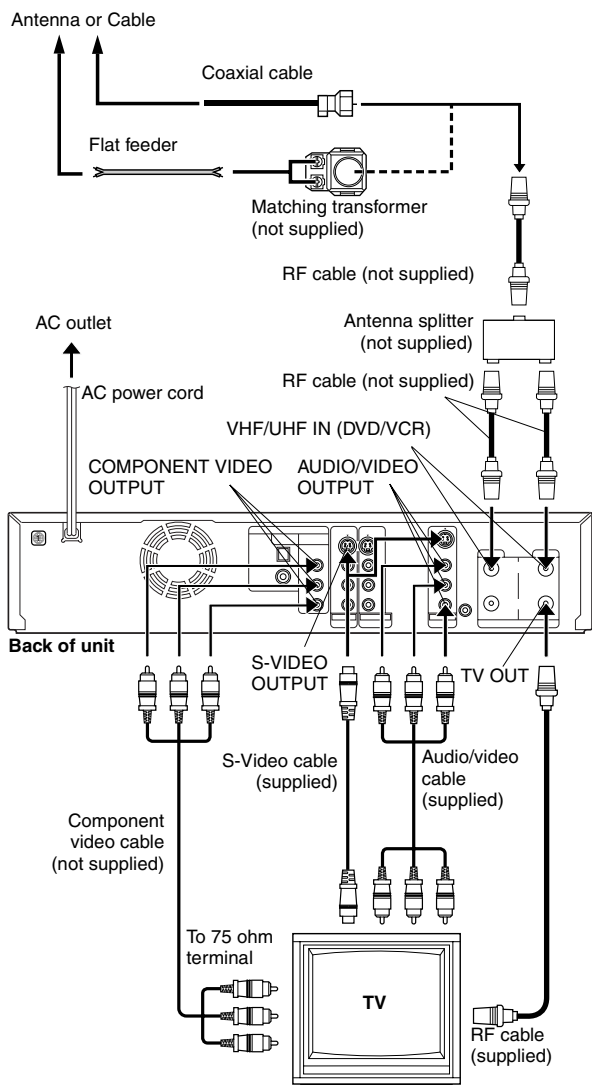 Antenna or Cable
Coaxial cable
Flat feeder
Matching transformer
(not supplied)
RF cable (not supplied)
AC outlet
Antenna splitter
(not supplied)
AC power cord
RF cable (not supplied)
VHF/UHF IN (DVD/VCR)
COMPONENT VIDEO
OUTPUT
AUDIO/VIDEO
OUTPUT
Back of unit
S-VIDEO
OUTPUT
TV OUT
S-Video cable
(supplied)
Audio/video
cable
(supplied)
Component
video cable
(not supplied)
To 75 ohm
terminal
TV
RF cable
(supplied)